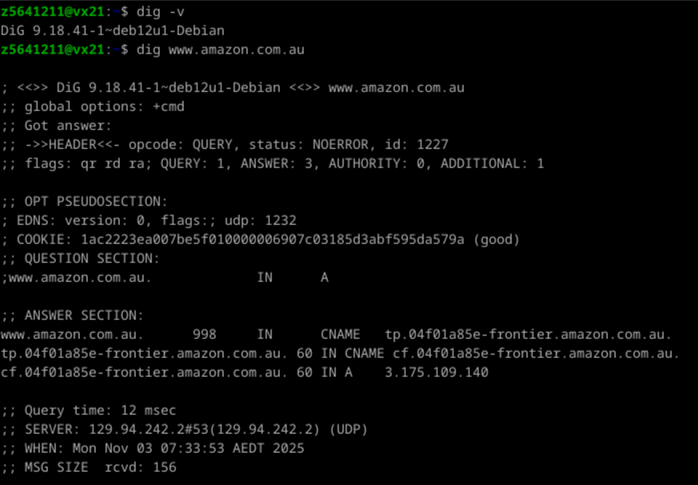 z5641211@vx21:~$ dig -v
DiG 9.18.41-1~deb12u1-Debian
z5641211@vx21:~$ dig www.amazon.com.au

; <<>> DiG 9.18.41-1~deb12u1-Debian <<>> www.amazon.com.au
;; global options: +cmd
;; Got answer:
;; ->>HEADER<<- opcode: QUERY, status: NOERROR, id: 1227
;; flags: qr rd ra; QUERY: 1, ANSWER: 3, AUTHORITY: 0, ADDITIONAL: 1

;; OPT PSEUDOSECTION:
; EDNS: version: 0, flags:; udp: 1232
; COOKIE: 1ac2223ea007be5f010000006907c03185d3abf595da579a (good)
;; QUESTION SECTION:
;www.amazon.com.au. IN A

;; ANSWER SECTION:
www.amazon.com.au. 998 IN CNAME tp.04f01a85e-frontier.amazon.com.au.
tp.04f01a85e-frontier.amazon.com.au. 60 IN CNAME cf.04f01a85e-frontier.amazon.com.au.
cf.04f01a85e-frontier.amazon.com.au. 60 IN A 3.175.109.140

;; Query time: 12 msec
;; SERVER: 129.94.242.2#53(129.94.242.2) (UDP)
;; WHEN: Mon Nov 03 07:33:53 AEDT 2025
;; MSG SIZE rcvd: 156